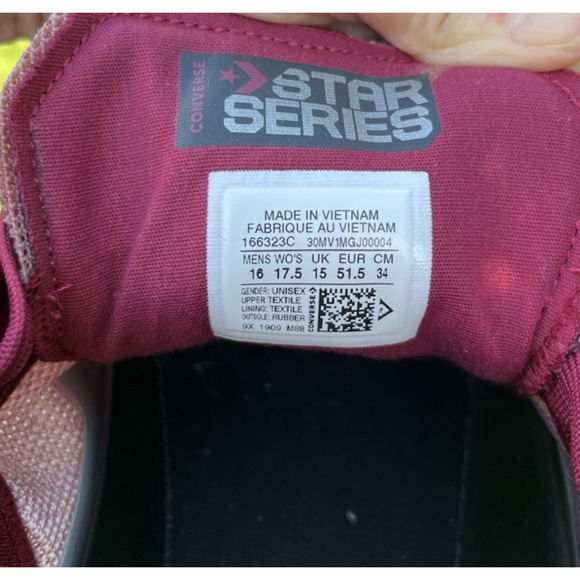 CONVERSE
STAR
SERIES
MADE IN VIETNAM
FABRIQUE AU VIETNAM
166323C 30MV1MGJ00004
MENS WO'S UK EUR CM
16 17.5 15 51.5 34
GENDER: UNISEX
UPPER TEXTILE
LINING: TEXTILE
OUTSOLE: RUBBER
9X 1909 M88
CONVERSE